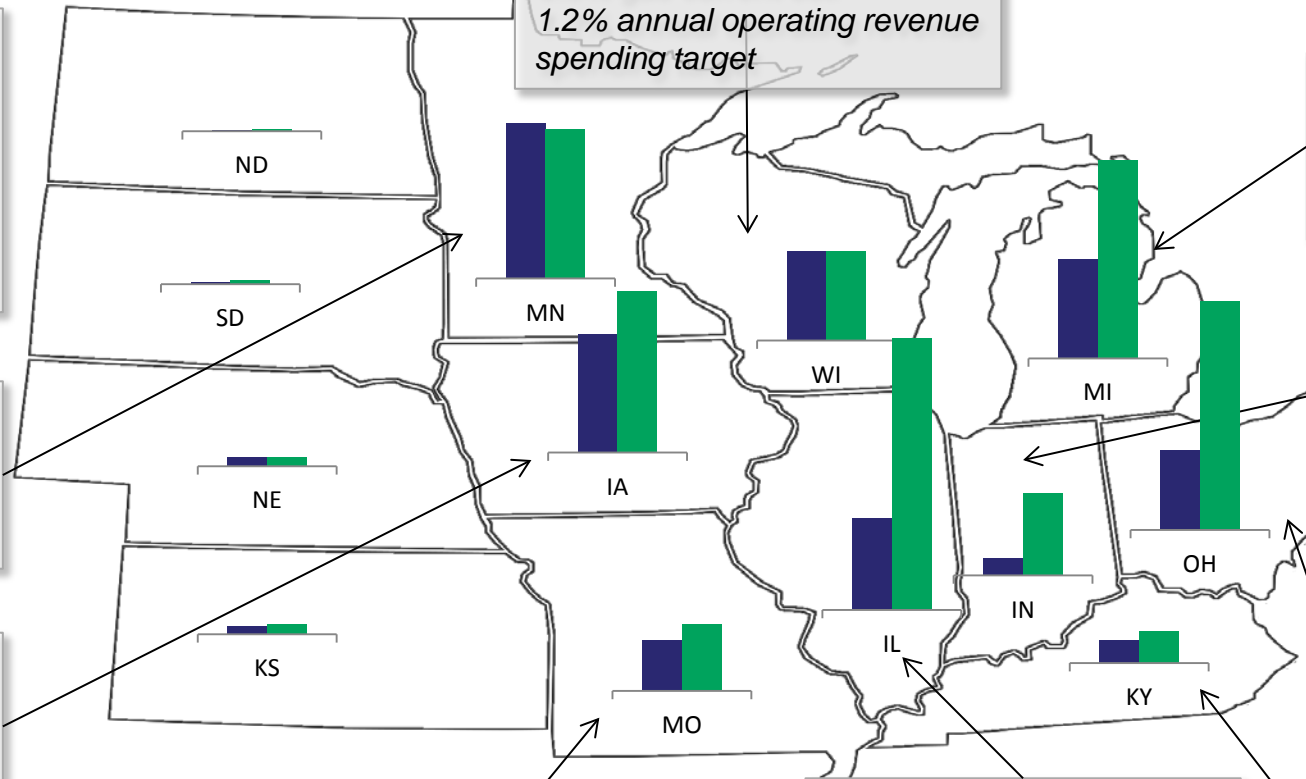 1.2% annual operating revenue
spending target
ND
SD
MN
WI
MI
NE
IA
OH
KS
IN
IL
MO
KY